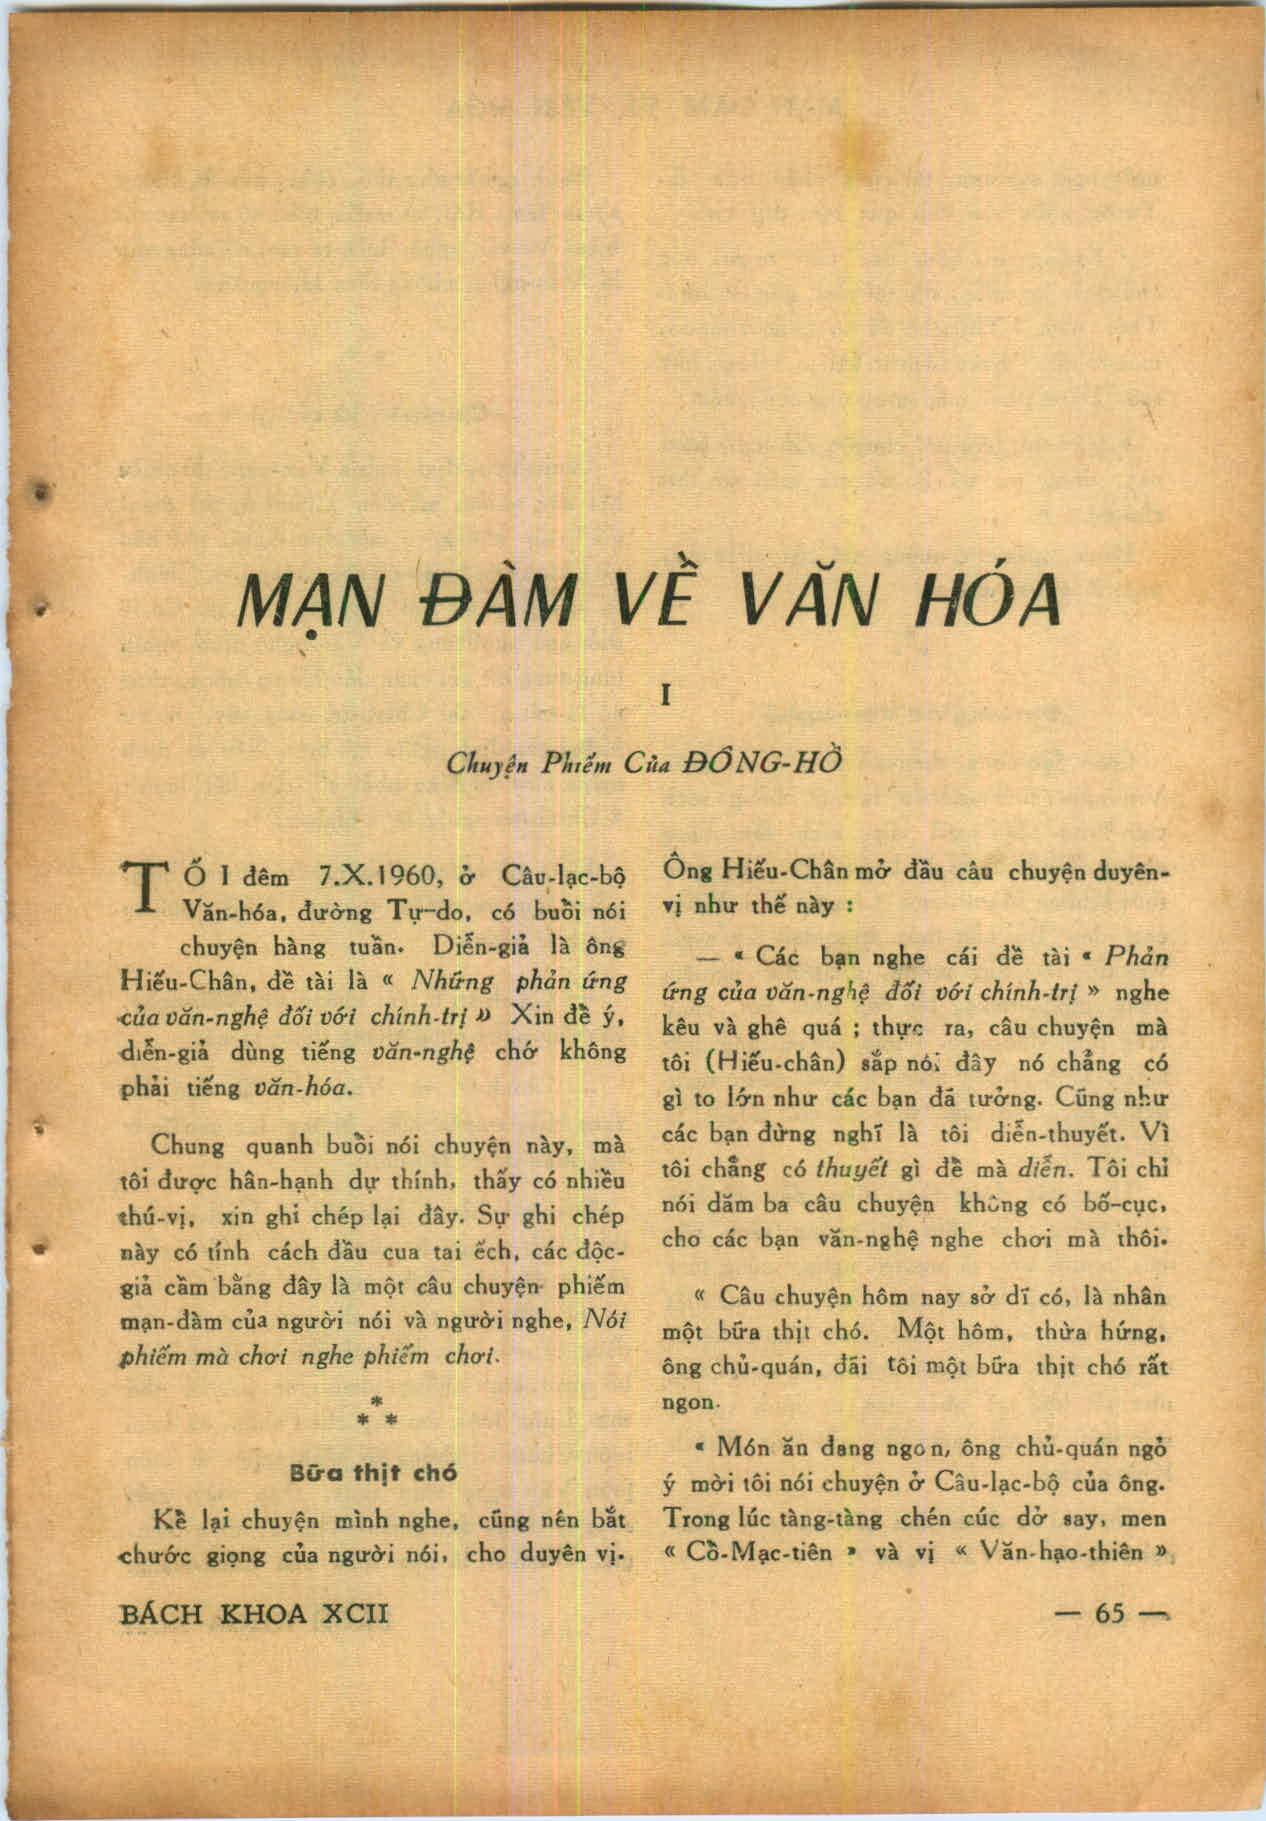 MẠN ĐÀM VỀ VĂN HÓA
I
Chuyện Phiếm Của ĐÔNG-HỒ
TỐI đêm 7.X.1960, ở Câu-lạc-bộ
Văn-hóa, đường Tự-do, có buổi nói
chuyện hàng tuần. Diễn-giả là ông
Hiếu-Chân, đề tài là « Những phản ứng
của văn-nghệ đối với chính-trị » Xin để ý,
diễn-giả dùng tiếng văn-nghệ chớ không
phải tiếng văn-hóa.
Chung quanh buổi nói chuyện này, mà
tôi được hân-hạnh dự thính, thấy có nhiều
thú-vị, xin ghi chép lại đây. Sự ghi chép
này có tính cách đầu cua tai ếch, các độc-
giả cầm bằng đây là một câu chuyện phiếm
mạn-đàm của người nói và người nghe, Nói
phiếm mà chơi nghe phiếm chơi.
*
* *
Bữa thịt chó
Kể lại chuyện mình nghe, cũng nên bắt
chước giọng của người nói, cho duyên vị.
Ông Hiếu-Chân mở đầu câu chuyện duyên-
vị như thế này :
— « Các bạn nghe cái đề tài « Phản
ứng của văn-nghệ đối với chính-trị » nghe
kêu và ghê quá ; thực ra, câu chuyện mà
tôi (Hiếu-chân) sắp nói đây nó chẳng có
gì to lớn như các bạn đã tưởng. Cũng như
các bạn đừng nghĩ là tôi diễn-thuyết. Vì
tôi chẳng có thuyết gì để mà diễn. Tôi chỉ
nói dăm ba câu chuyện không có bố-cục,
cho các bạn văn-nghệ nghe chơi mà thôi.
« Câu chuyện hôm nay sở dĩ có, là nhân
một bữa thịt chó. Một hôm, thừa hứng,
ông chủ-quán, đãi tôi một bữa thịt chó rất
ngon.
« Món ăn đang ngon, ông chủ-quán ngỏ
ý mời tôi nói chuyện ở Câu-lạc-bộ của ông.
Trong lúc tàng-tàng chén cúc dở say, men
« Cồ-Mạc-tiên » và vị « Văn-hạo-thiên »,
BÁCH KHOA XCII
— 65 —